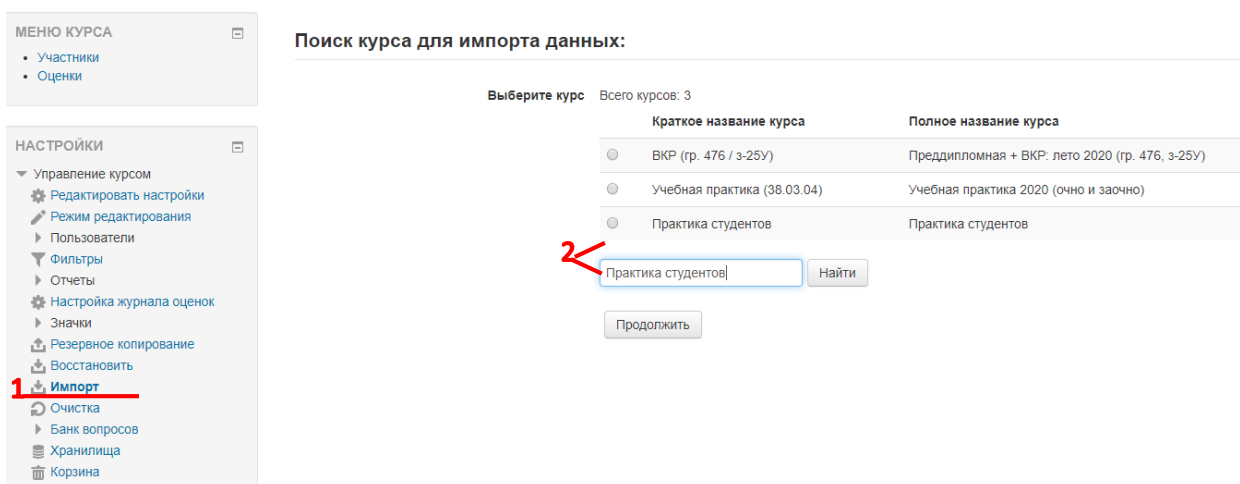 МЕНЮ КУРСА
Участники
Оценки
НАСТРОЙКИ
Управление курсом
Редактировать настройки
Режим редактирования
Пользователи
Фильтры
Отчеты
Настройка журнала оценок
Значки
Резервное копирование
Восстановить
1 Импорт
Очистка
Банк вопросов
Хранилища
Корзина
Поиск курса для импорта данных:
Выберите курс Всего курсов: 3
Краткое название курса Полное название курса
ВКР (гр. 476 / з-25У) Преддипломная + ВКР: лето 2020 (гр. 476, з-25У)
Учебная практика (38.03.04) Учебная практика 2020 (очно и заочно)
Практика студентов Практика студентов
2
Практика студентов Найти
Продолжить